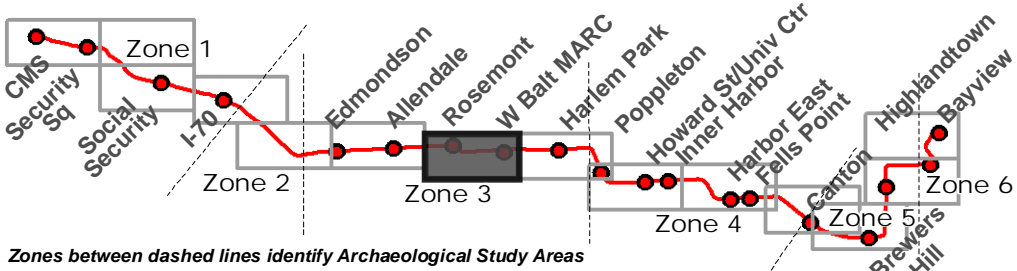 CMS
Security
Sq
Social
Security
I-70
Edmondson
Allendale
Rosemont
W Balt MARC
Harlem Park
Poppleton
Howard St/Univ Ctr
Inner Harbor
Harbor East
Fells Point
Canton
Brewers
Hill
Highlandtown
Bayview
Zone 1
Zone 2
Zone 3
Zone 4
Zone 5
Zone 6
Zones between dashed lines identify Archaeological Study Areas